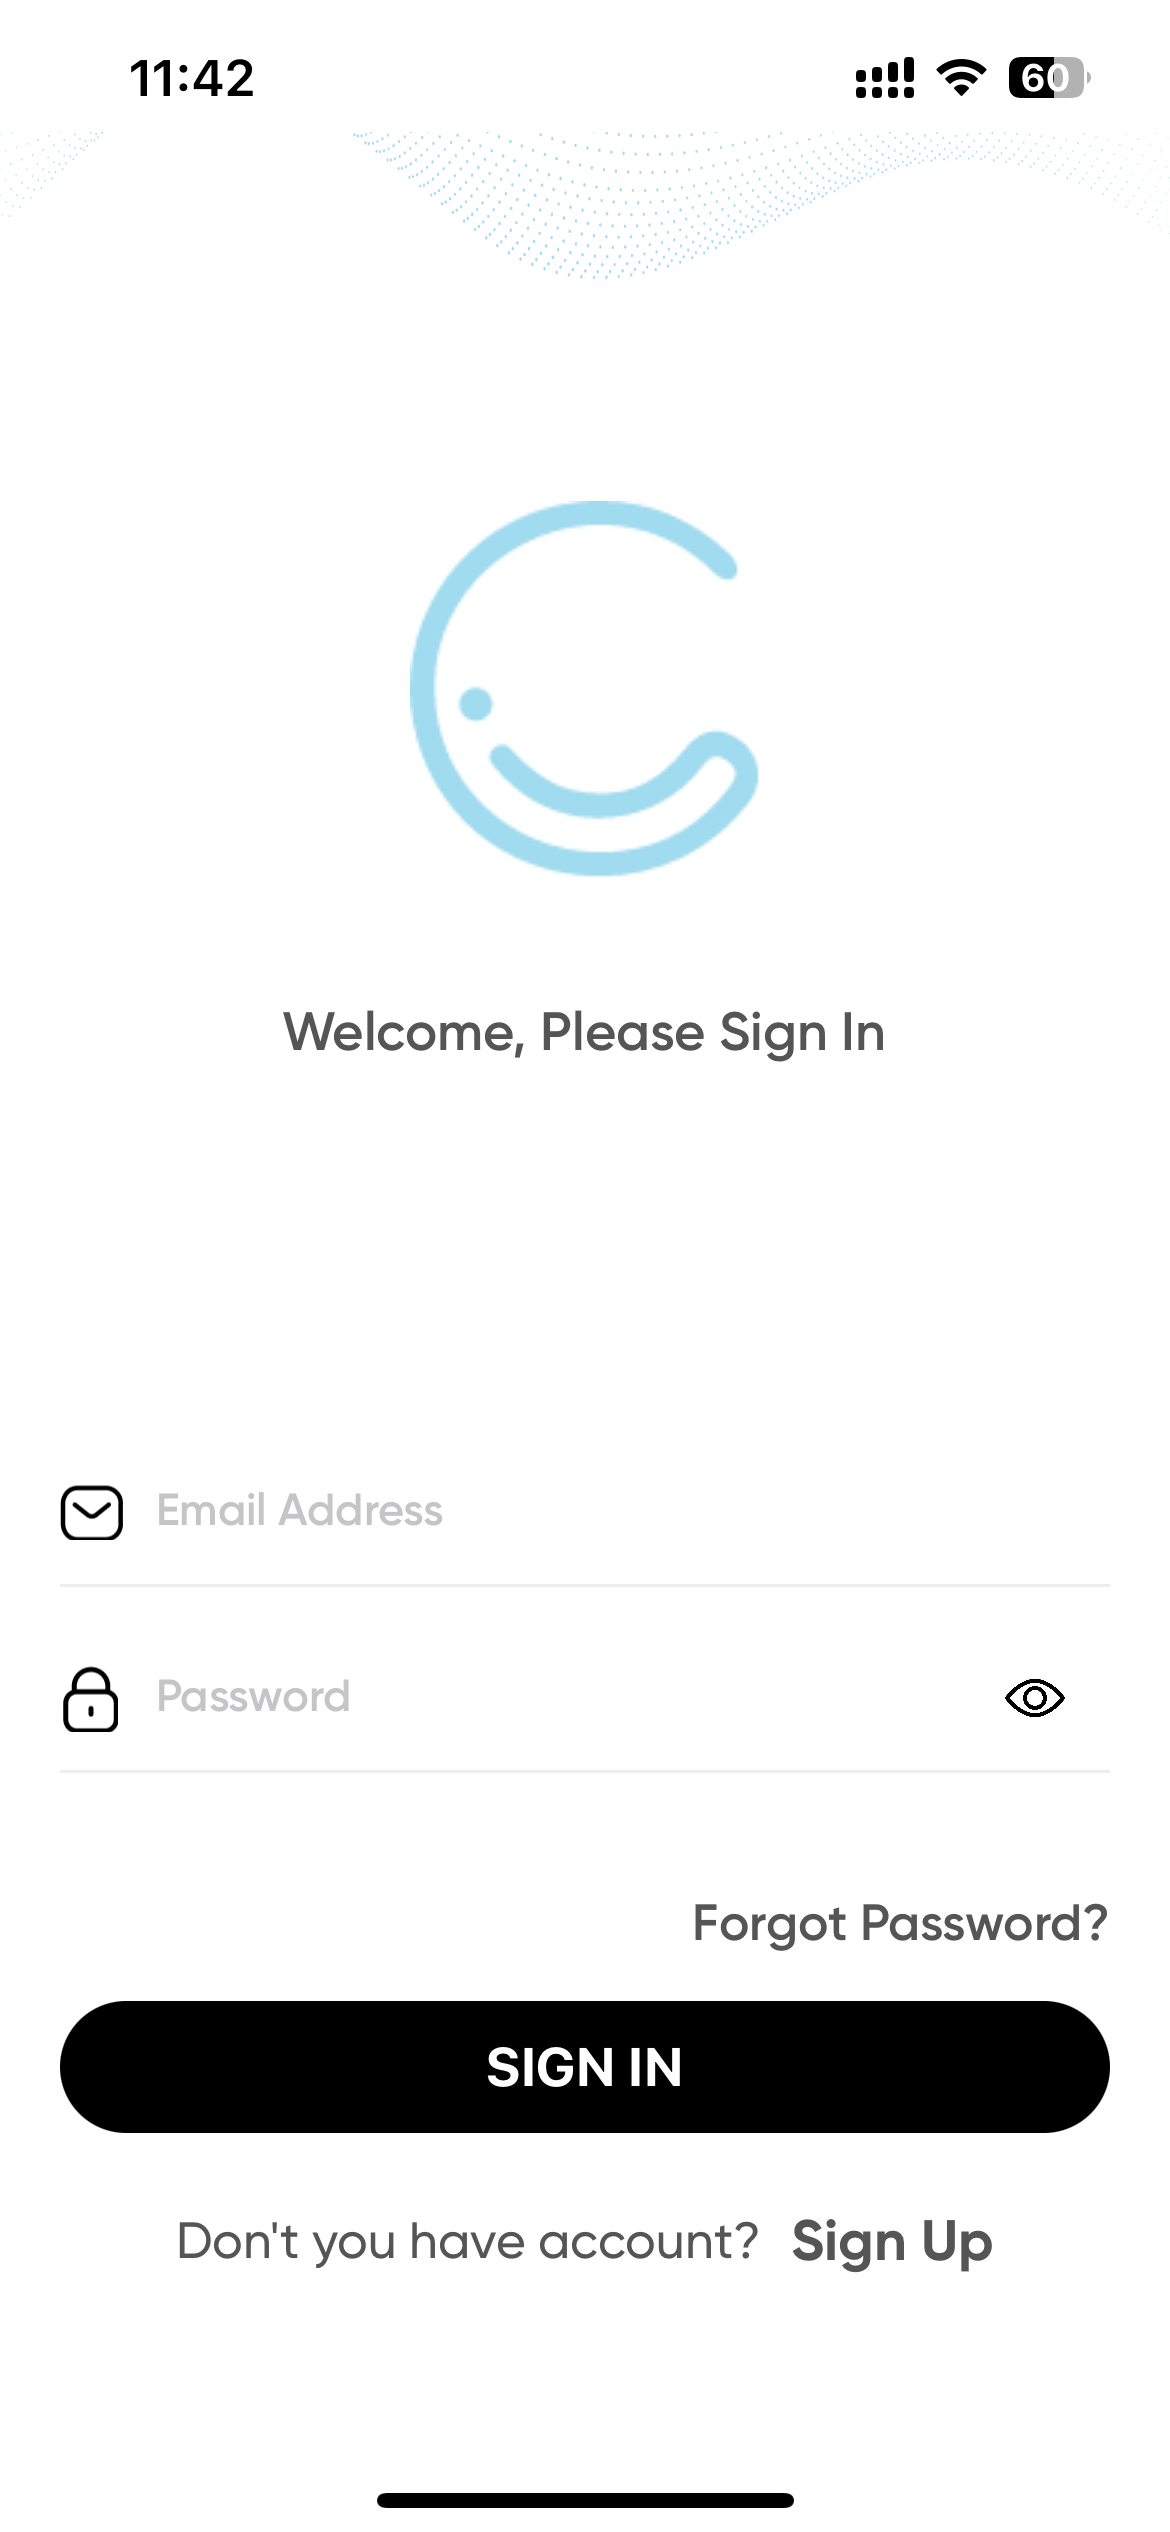 11:42
60
Welcome, Please Sign In
Email Address
Password
Forgot Password?
SIGN IN
Don't you have account? Sign Up